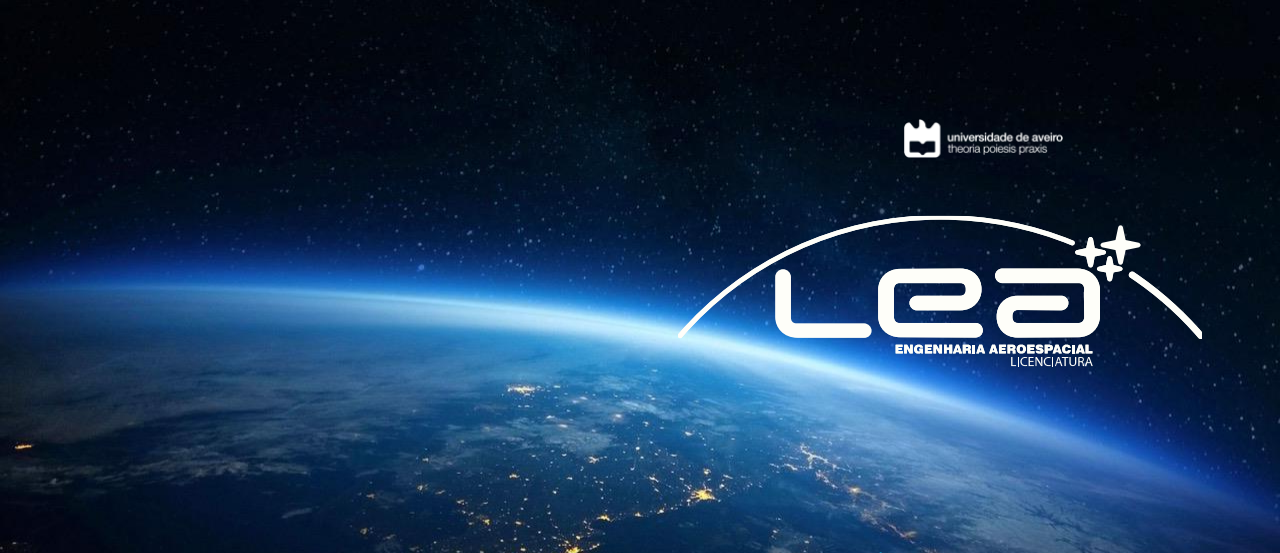 universidade de aveiro
theoria poiesis praxis
Lea
ENGENHARIA AEROESPACIAL
LICENCIATURA